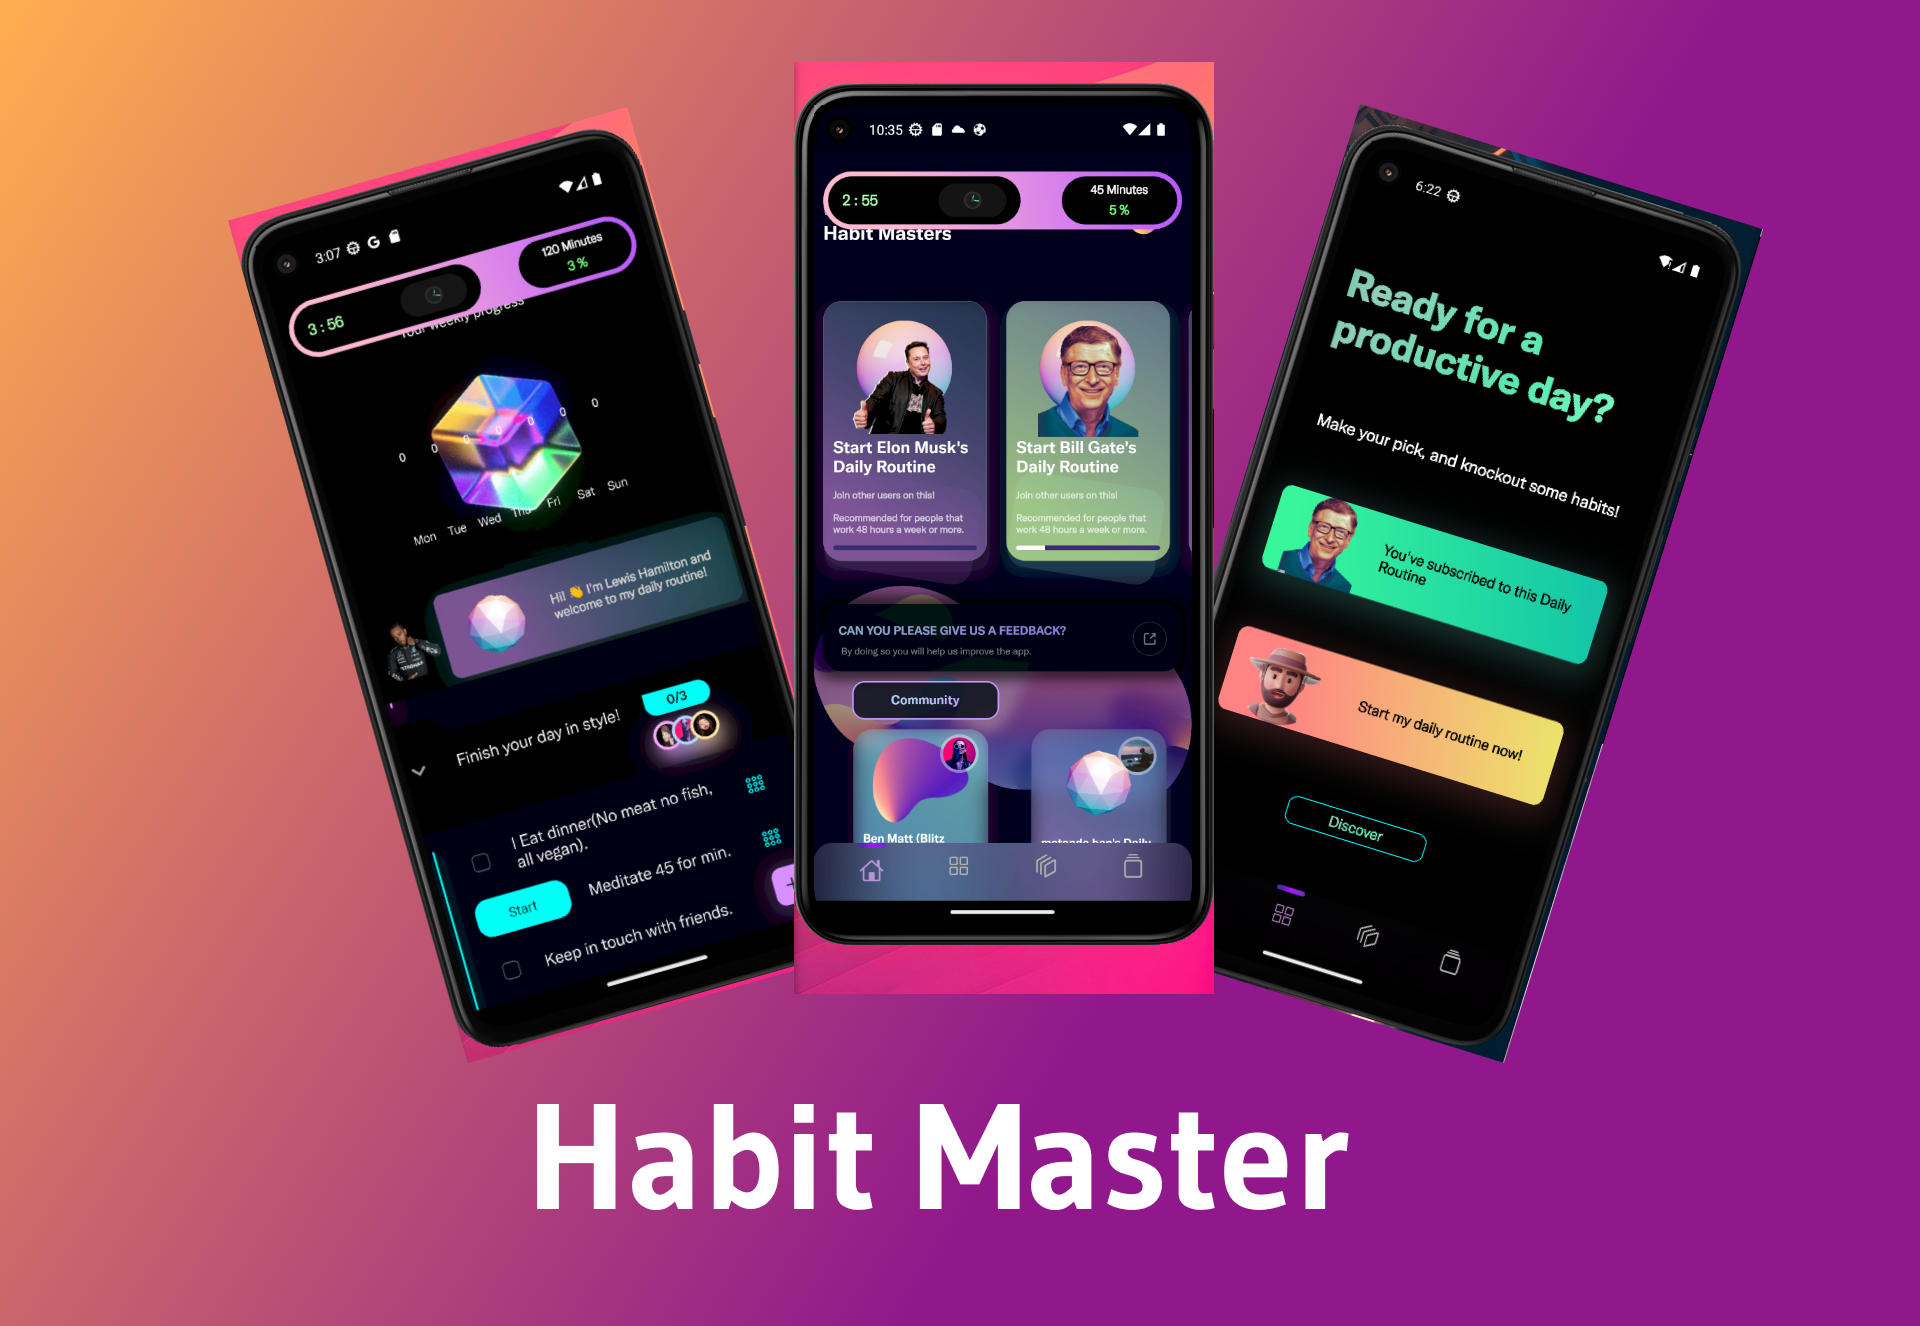 3:07
3 : 56
120 Minutes
3 %
Your weekly progress
0 0 0 0 0 0 0
Mon Tue Wed Thu Fri Sat Sun
Hi! 👋 I'm Lewis Hamilton and
welcome to my daily routine!
Finish your day in style!
0/3
I Eat dinner(No meat no fish,
all vegan).
Start
Meditate 45 for min.
Keep in touch with friends.
10:35
2 : 55
45 Minutes
5 %
Habit Masters
Start Elon Musk's
Daily Routine
Join other users on this!
Recommended for people that
work 48 hours a week or more.
Start Bill Gate's
Daily Routine
Join other users on this!
Recommended for people that
work 48 hours a week or more.
CAN YOU PLEASE GIVE US A FEEDBACK?
By doing so you will help us improve the app.
Community
Ben Matt (Blitz
6:22
Ready for a
productive day?
Make your pick, and knockout some habits!
You've subscribed to this Daily
Routine
Start my daily routine now!
Discover
Habit Master